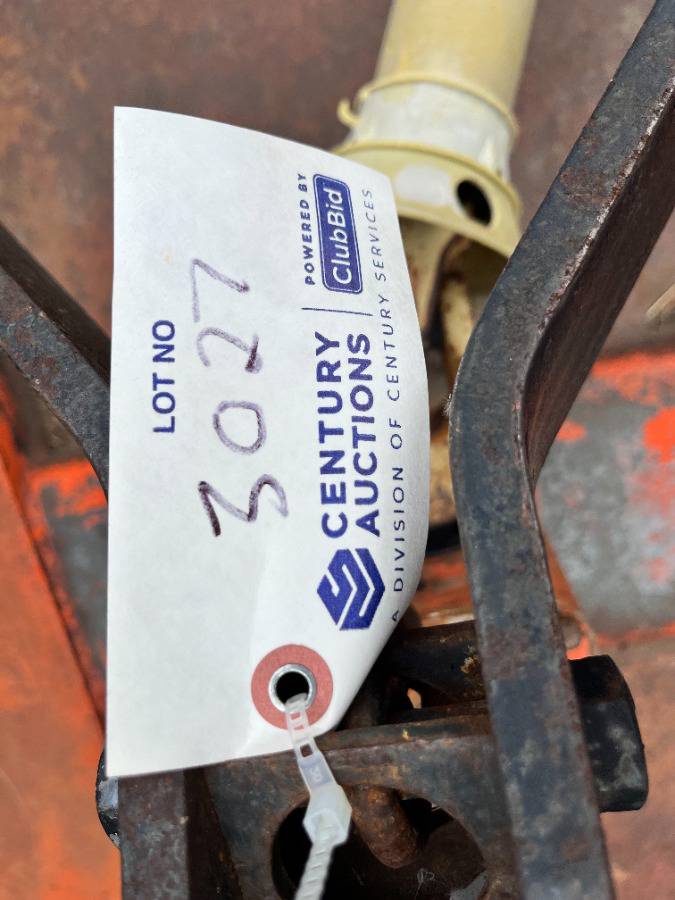 LOT NO
3027
CENTURY
AUCTIONS
POWERED BY
ClubBid
A DIVISION OF CENTURY SERVICES